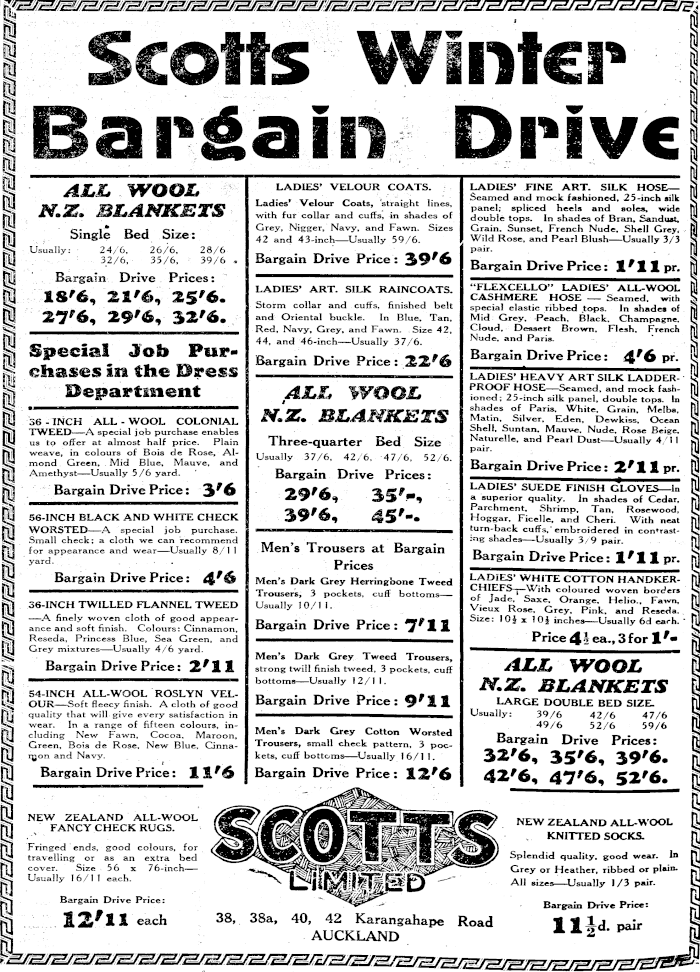 Scotts Winter
Bargain Drive
ALL WOOL
N.Z. BLANKETS
Single Bed Size:
Usually: 24/6, 26/6, 28/6
32/6, 35/6, 39/6.
Bargain Drive Prices:
18'6, 21'6, 25'6.
27'6, 29'6, 32'6.
Special Job Pur-
chases in the Dress
Department
36-INCH ALL-WOOL COLONIAL
TWEED—A special job purchase enables
us to offer at almost half price. Plain
weave, in colours of Bois de Rose, Al-
mond Green, Mid Blue, Mauve, and
Amethyst—Usually 5/6 yard.
Bargain Drive Price: 3'6
56-INCH BLACK AND WHITE CHECK
WORSTED—A special job purchase.
Small check; a cloth we can recommend
for appearance and wear—Usually 8/11
yard.
Bargain Drive Price: 4'6
36-INCH TWILLED FLANNEL TWEED
—A finely woven cloth of good appear-
ance and soft finish. Colours: Cinnamon,
Reseda, Princess Blue, Sea Green, and
Grey mixtures—Usually 4/6 yard.
Bargain Drive Price: 2'11
54-INCH ALL-WOOL ROSLYN VEL-
OUR—Soft fleecy finish. A cloth of good
quality that will give every satisfaction in
wear. In a range of fifteen colours, in-
cluding New Fawn, Cocoa, Maroon,
Green, Bois de Rose, New Blue, Cinna-
mon and Navy.
Bargain Drive Price: 11'6
LADIES' VELOUR COATS.
Ladies' Velour Coats, straight lines,
with fur collar and cuffs, in shades of
Grey, Nigger, Navy, and Fawn. Sizes
42 and 43-inch—Usually 59/6.
Bargain Drive Price: 39'6
LADIES' ART. SILK RAINCOATS.
Storm collar and cuffs, finished belt
and Oriental buckle. In Blue, Tan,
Red, Navy, Grey, and Fawn. Size 42,
44, and 46-inch—Usually 37/6.
Bargain Drive Price: 22'6
ALL WOOL
N.Z. BLANKETS
Three-quarter Bed Size
Usually 37/6, 42/6, 47/6, 52/6.
Bargain Drive Prices:
29'6, 35'-,
39'6, 45'-.
Men's Trousers at Bargain
Prices
Men's Dark Grey Herringbone Tweed
Trousers, 3 pockets, cuff bottoms—
Usually 10/11.
Bargain Drive Price: 7'11
Men's Dark Grey Tweed Trousers,
strong twill finish tweed, 3 pockets, cuff
bottoms—Usually 12/11.
Bargain Drive Price: 9'11
Men's Dark Grey Cotton Worsted
Trousers, small check pattern, 3 poc-
kets, cuff bottoms—Usually 16/11.
Bargain Drive Price: 12'6
LADIES' FINE ART. SILK HOSE—
Seamed and mock fashioned, 25-inch silk
panel; spliced heels and soles, wide
double tops. In shades of Bran, Sandust,
Grain, Sunset, French Nude, Shell Grey,
Wild Rose, and Pearl Blush—Usually 3/3
pair.
Bargain Drive Price: 1'11 pr.
"FLEXCELLO" LADIES' ALL-WOOL
CASHMERE HOSE — Seamed, with
special elastic ribbed tops. In shades of
Mid Grey, Peach, Black, Champagne,
Cloud, Dessert Brown, Flesh, French
Nude, and Paris.
Bargain Drive Price: 4'6 pr.
LADIES' HEAVY ART SILK LADDER-
PROOF HOSE—Seamed, and mock fash-
ioned; 25-inch silk panel, double tops. In
shades of Paris, White, Grain, Melba,
Matin, Silver, Eden, Dewkiss, Ocean
Shell, Suntan, Mauve, Nude, Rose Beige,
Naturelle, and Pearl Dust—Usually 4/11
pair.
Bargain Drive Price: 2'11 pr.
LADIES' SUEDE FINISH GLOVES—In
a superior quality. In shades of Cedar,
Parchment, Shrimp, Tan, Rosewood,
Hoggar, Ficelle, and Cheri. With neat
turn-back cuffs, embroidered in contrast-
ing shades—Usually 3/9 pair.
Bargain Drive Price: 1'11 pr.
LADIES' WHITE COTTON HANDKER-
CHIEFS—With coloured woven borders
of Jade, Saxe, Orange, Helio., Fawn,
Vieux Rose, Grey, Pink, and Reseda.
Size: 10½ x 10½ inches—Usually 6d each.
Price 4½ ea., 3 for 1'-
ALL WOOL
N.Z. BLANKETS
LARGE DOUBLE BED SIZE.
Usually: 39/6 42/6 47/6
49/6 52/6 59/6
Bargain Drive Prices:
32'6, 35'6, 39'6.
42'6, 47'6, 52'6.
NEW ZEALAND ALL-WOOL
FANCY CHECK RUGS.
Fringed ends, good colours, for
travelling or as an extra bed
cover. Size 56 x 76-inch—
Usually 16/11 each.
Bargain Drive Price:
12'11 each
SCOTTS
LIMITED
38, 38a, 40, 42 Karangahape Road
AUCKLAND
NEW ZEALAND ALL-WOOL
KNITTED SOCKS.
Splendid quality, good wear. In
Grey or Heather, ribbed or plain.
All sizes—Usually 1/3 pair.
Bargain Drive Price:
11½d. pair